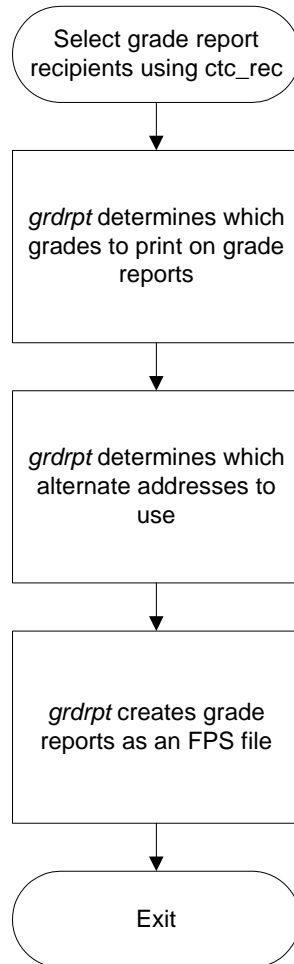 Select grade report
recipients using ctc_rec
grdrpt determines which
grades to print on grade
reports
grdrpt determines which
alternate addresses to
use
grdrpt creates grade
reports as an FPS file
Exit